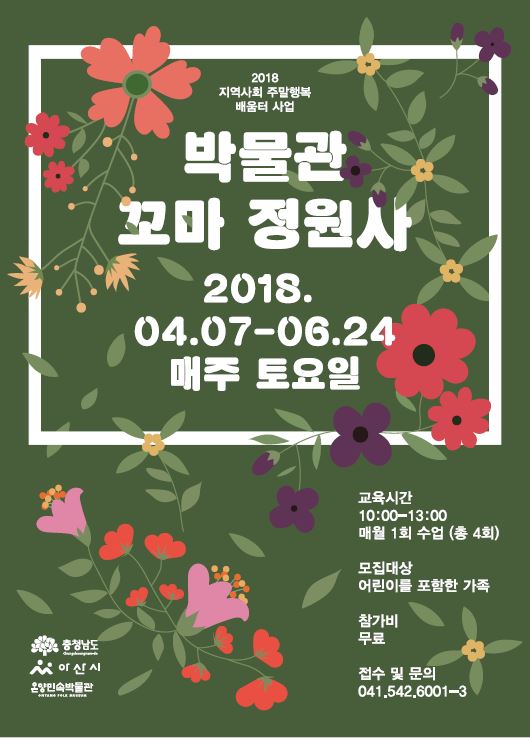 2018
지역사회 주말행복
배움터 사업
박물관
꼬마 정원사
2018.
04.07-06.24
매주 토요일
교육시간
10:00-13:00
매월 1회 수업 (총 4회)
모집대상
어린이를 포함한 가족
참가비
무료
접수 및 문의
041.542.6001-3
충청남도
아산시
온양민속박물관
ONYANG FOLK MUSEUM